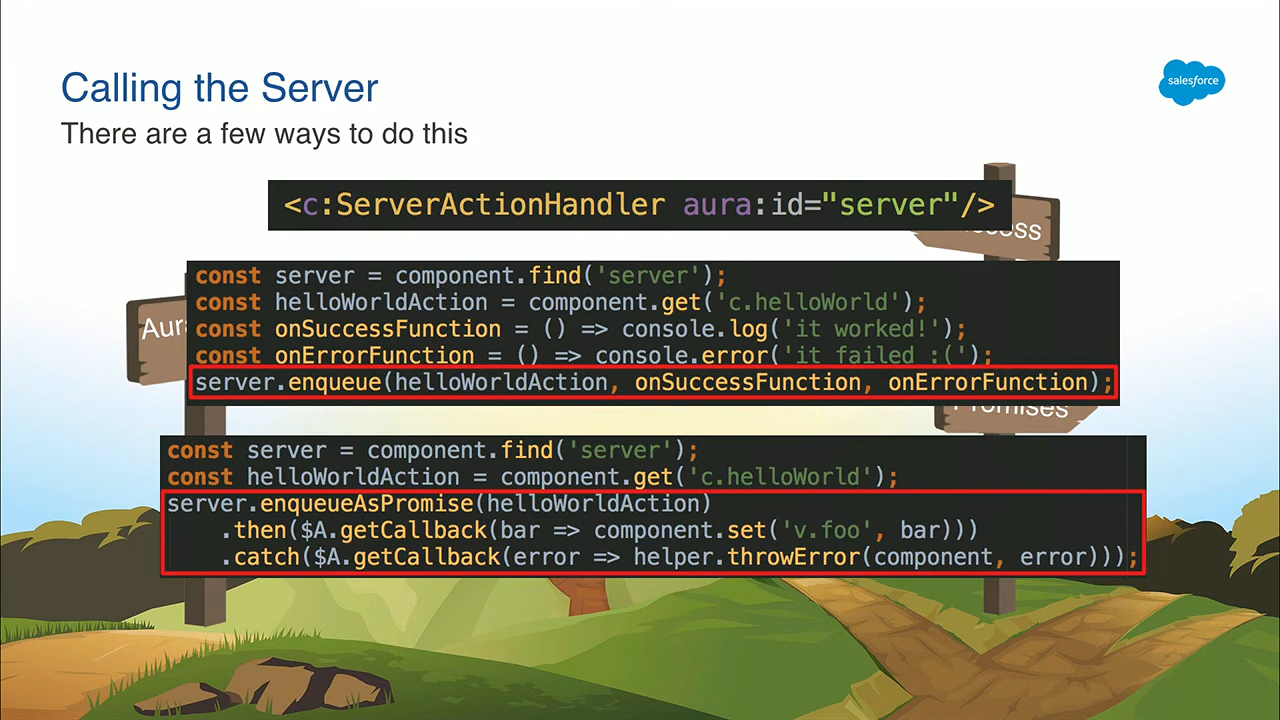 Calling the Server
There are a few ways to do this
salesforce
<c:ServerActionHandler aura:id="server"/>
const server = component.find('server');
const helloWorldAction = component.get('c.helloWorld');
const onSuccessFunction = () => console.log('it worked!');
const onErrorFunction = () => console.error('it failed :(');
server.enqueue(helloWorldAction, onSuccessFunction, onErrorFunction);
Promises
const server = component.find('server');
const helloWorldAction = component.get('c.helloWorld');
server.enqueueAsPromise(helloWorldAction)
.then($A.getCallback(bar => component.set('v.foo', bar)))
.catch($A.getCallback(error => helper.throwError(component, error)));